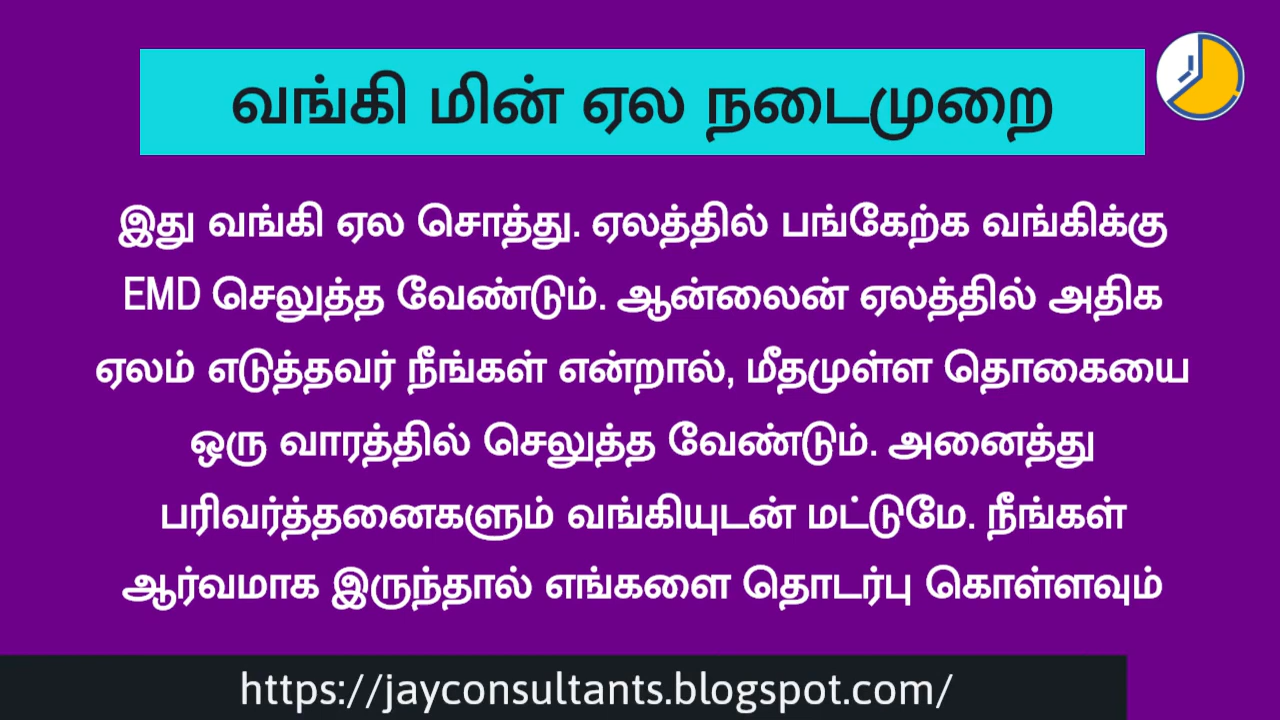 வங்கி மின் ஏல நடைமுறை
இது வங்கி ஏல சொத்து. ஏலத்தில் பங்கேற்க வங்கிக்கு
EMD செலுத்த வேண்டும். ஆன்லைன் ஏலத்தில் அதிக
ஏலம் எடுத்தவர் நீங்கள் என்றால், மீதமுள்ள தொகையை
ஒரு வாரத்தில் செலுத்த வேண்டும். அனைத்து
பரிவர்த்தனைகளும் வங்கியுடன் மட்டுமே. நீங்கள்
ஆர்வமாக இருந்தால் எங்களை தொடர்பு கொள்ளவும்
https://jayconsultants.blogspot.com/